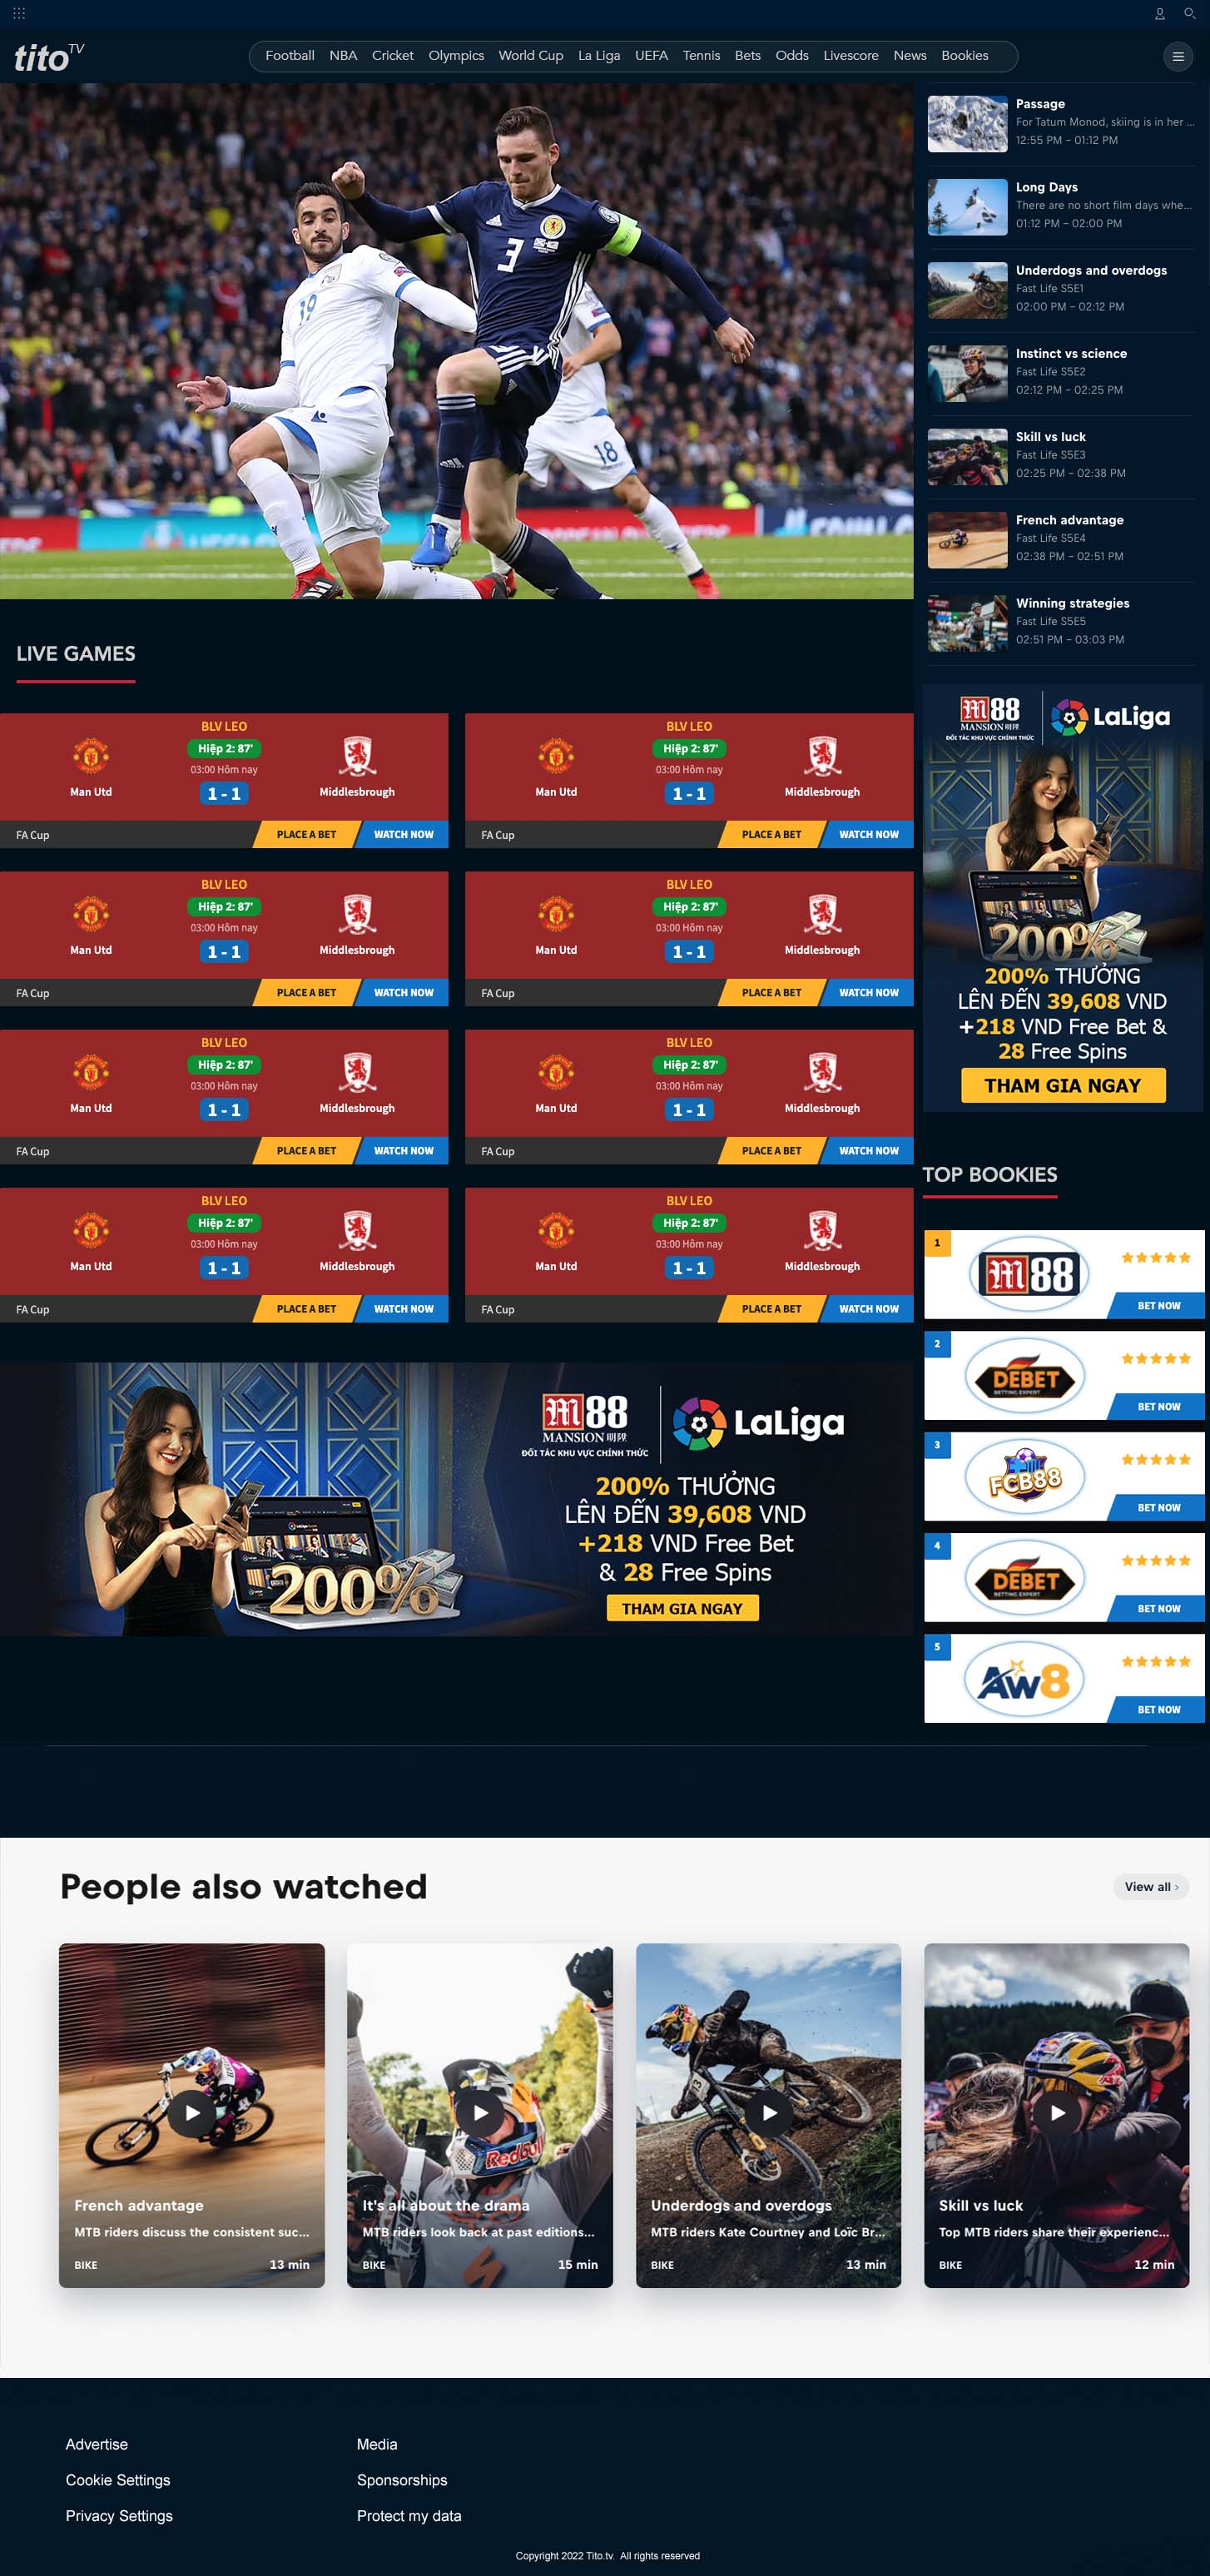 tito TV
Football NBA Cricket Olympics World Cup La Liga UEFA Tennis Bets Odds Livescore News Bookies
3
19
18
Passage
For Tatum Monod, skiing is in her ...
12:55 PM – 01:12 PM
Long Days
There are no short film days whe...
01:12 PM – 02:00 PM
Underdogs and overdogs
Fast Life S5E1
02:00 PM – 02:12 PM
Instinct vs science
Fast Life S5E2
02:12 PM – 02:25 PM
Skill vs luck
Fast Life S5E3
02:25 PM – 02:38 PM
French advantage
Fast Life S5E4
02:38 PM – 02:51 PM
Winning strategies
Fast Life S5E5
02:51 PM – 03:03 PM
LIVE GAMES
BLV LEO
Hiệp 2: 87'
03:00 Hôm nay
Man Utd 1 - 1 Middlesbrough
FA Cup PLACE A BET WATCH NOW
BLV LEO
Hiệp 2: 87'
03:00 Hôm nay
Man Utd 1 - 1 Middlesbrough
FA Cup PLACE A BET WATCH NOW
BLV LEO
Hiệp 2: 87'
03:00 Hôm nay
Man Utd 1 - 1 Middlesbrough
FA Cup PLACE A BET WATCH NOW
BLV LEO
Hiệp 2: 87'
03:00 Hôm nay
Man Utd 1 - 1 Middlesbrough
FA Cup PLACE A BET WATCH NOW
BLV LEO
Hiệp 2: 87'
03:00 Hôm nay
Man Utd 1 - 1 Middlesbrough
FA Cup PLACE A BET WATCH NOW
BLV LEO
Hiệp 2: 87'
03:00 Hôm nay
Man Utd 1 - 1 Middlesbrough
FA Cup PLACE A BET WATCH NOW
BLV LEO
Hiệp 2: 87'
03:00 Hôm nay
Man Utd 1 - 1 Middlesbrough
FA Cup PLACE A BET WATCH NOW
BLV LEO
Hiệp 2: 87'
03:00 Hôm nay
Man Utd 1 - 1 Middlesbrough
FA Cup PLACE A BET WATCH NOW
M88 LaLiga
MANSION 明陞
ĐỐI TÁC KHU VỰC CHÍNH THỨC
200%
200% THƯỞNG
LÊN ĐẾN 39,608 VND
+218 VND Free Bet &
28 Free Spins
THAM GIA NGAY
TOP BOOKIES
1
M88
BET NOW
2
DEBET
BETTING EXPERT
BET NOW
3
FCB88
BET NOW
4
DEBET
BETTING EXPERT
BET NOW
5
AW8
BET NOW
M88 LaLiga
MANSION 明陞
ĐỐI TÁC KHU VỰC CHÍNH THỨC
200%
200% THƯỞNG
LÊN ĐẾN 39,608 VND
+218 VND Free Bet
& 28 Free Spins
THAM GIA NGAY
People also watched
View all ›
French advantage
MTB riders discuss the consistent suc...
BIKE 13 min
RedBull
It's all about the drama
MTB riders look back at past editions...
BIKE 15 min
Underdogs and overdogs
MTB riders Kate Courtney and Loïc Br...
BIKE 13 min
Skill vs luck
Top MTB riders share their experienc...
BIKE 12 min
Advertise
Media
Cookie Settings
Sponsorships
Privacy Settings
Protect my data
Copyright 2022 Tito.tv. All rights reserved